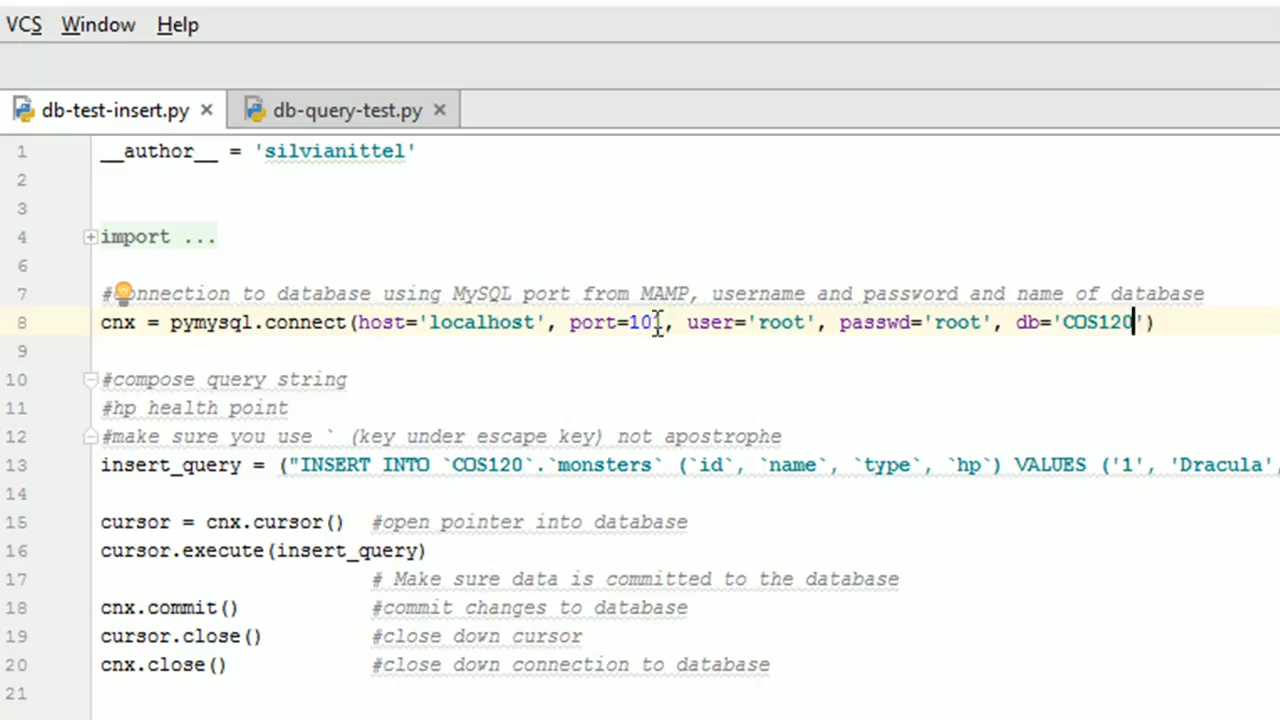 VCS Window Help
db-test-insert.py db-query-test.py
1 __author__ = 'silvianittel'
2
3
4 import ...
6
7 #connection to database using MySQL port from MAMP, username and password and name of database
8 cnx = pymysql.connect(host='localhost', port=10, user='root', passwd='root', db='COS120')
9
10 #compose query string
11 #hp health point
12 #make sure you use ` (key under escape key) not apostrophe
13 insert_query = ("INSERT INTO `COS120`.`monsters` (`id`, `name`, `type`, `hp`) VALUES ('1', 'Dracula',
14
15 cursor = cnx.cursor() #open pointer into database
16 cursor.execute(insert_query)
17 # Make sure data is committed to the database
18 cnx.commit() #commit changes to database
19 cursor.close() #close down cursor
20 cnx.close() #close down connection to database
21